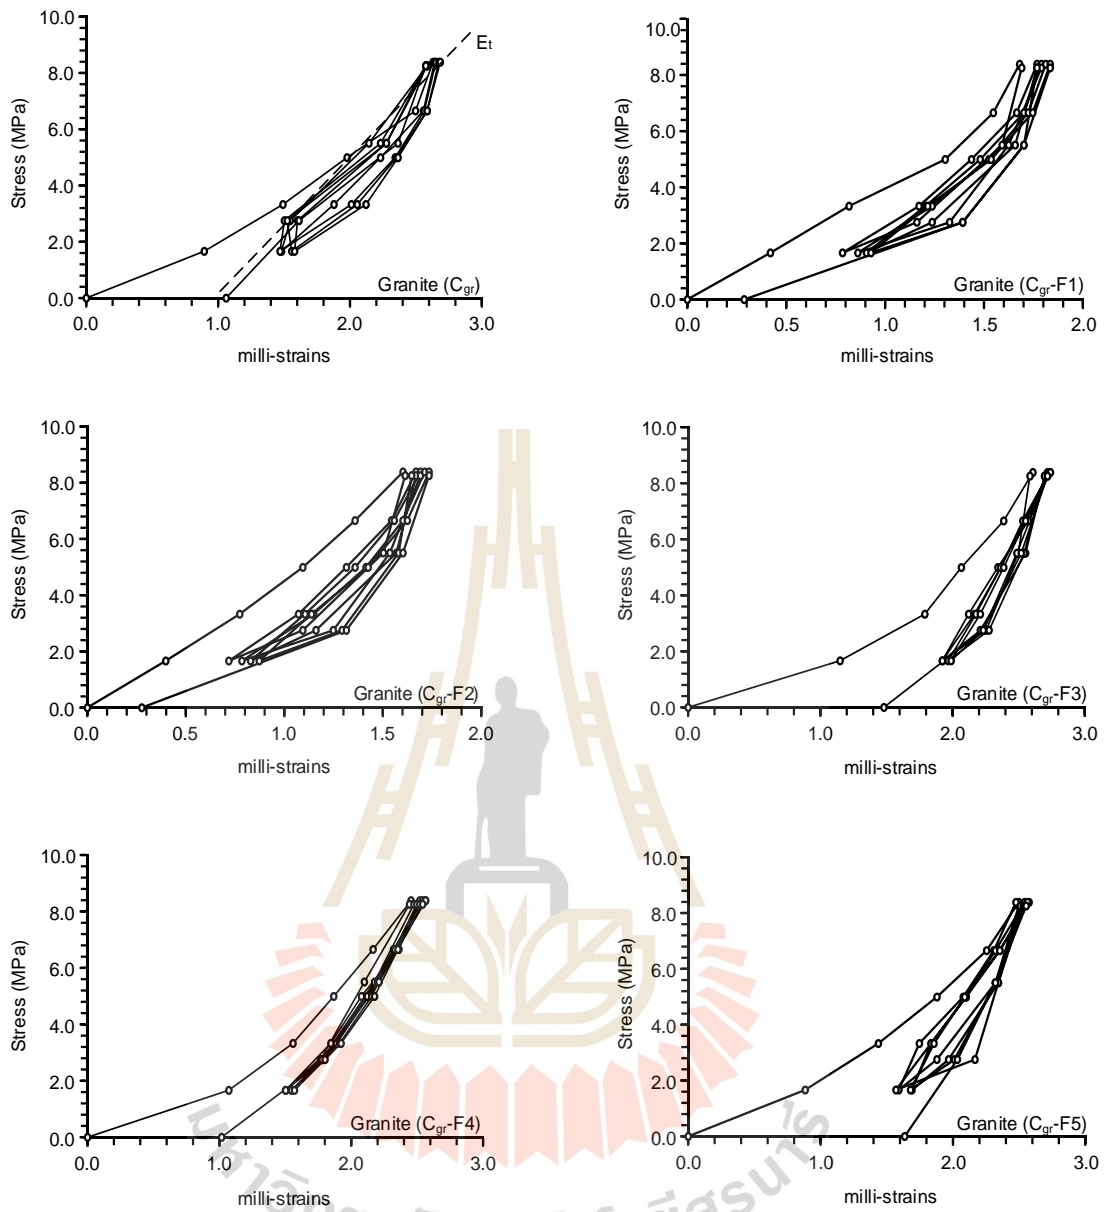 10.0
8.0
6.0
4.0
2.0
0.0
Stress (MPa)
Et
Granite (Cgr)
0.0 1.0 2.0 3.0
milli-strains
10.0
8.0
6.0
4.0
2.0
0.0
Stress (MPa)
Granite (Cgr-F1)
0.0 0.5 1.0 1.5 2.0
milli-strains
10.0
8.0
6.0
4.0
2.0
0.0
Stress (MPa)
Granite (Cgr-F2)
0.0 0.5 1.0 1.5 2.0
milli-strains
10.0
8.0
6.0
4.0
2.0
0.0
Stress (MPa)
Granite (Cgr-F3)
0.0 1.0 2.0 3.0
milli-strains
10.0
8.0
6.0
4.0
2.0
0.0
Stress (MPa)
Granite (Cgr-F4)
0.0 1.0 2.0 3.0
milli-strains
10.0
8.0
6.0
4.0
2.0
0.0
Stress (MPa)
Granite (Cgr-F5)
0.0 1.0 2.0 3.0
milli-strains